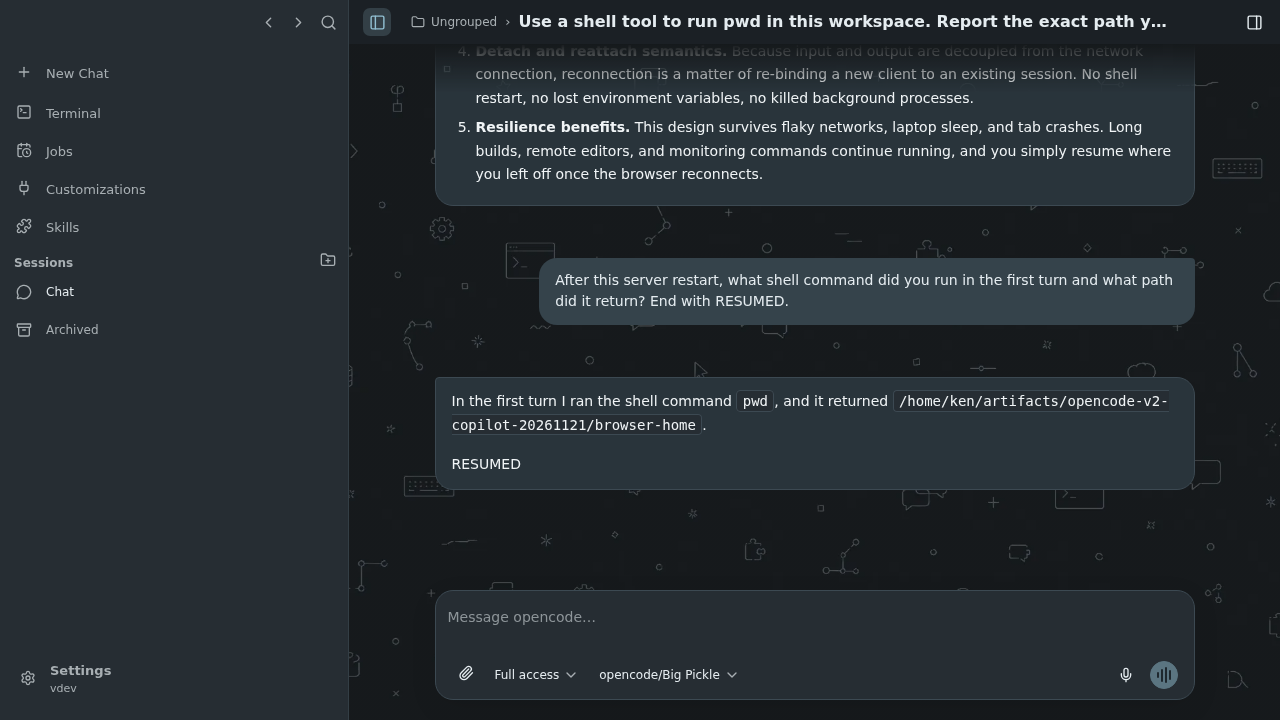 Ungrouped › Use a shell tool to run pwd in this workspace. Report the exact path y…
New Chat
Terminal
Jobs
Customizations
Skills
Sessions
Chat
Archived
Settings
vdev
4. Detach and reattach semantics. Because input and output are decoupled from the network
connection, reconnection is a matter of re-binding a new client to an existing session. No shell
restart, no lost environment variables, no killed background processes.
5. Resilience benefits. This design survives flaky networks, laptop sleep, and tab crashes. Long
builds, remote editors, and monitoring commands continue running, and you simply resume where
you left off once the browser reconnects.
After this server restart, what shell command did you run in the first turn and what path
did it return? End with RESUMED.
In the first turn I ran the shell command pwd, and it returned /home/ken/artifacts/opencode-v2-
copilot-20261121/browser-home.
RESUMED
Message opencode…
Full access
opencode/Big Pickle